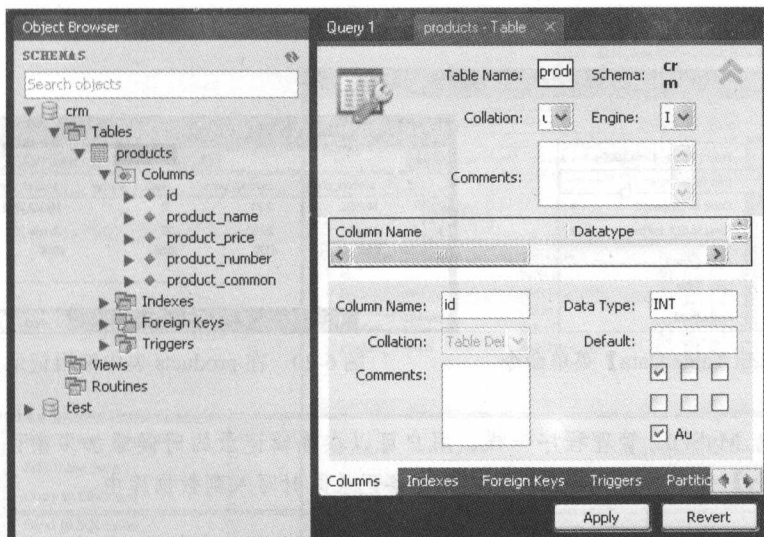 Object Browser
SCHEMAS
Search objects
crm
Tables
products
Columns
id
product_name
product_price
product_number
product_common
Indexes
Foreign Keys
Triggers
Views
Routines
test
Query 1
products - Table
Table Name:
Schema:
cr
m
Collation:
Engine:
Comments:
Column Name
Datatype
Column Name:
id
Data Type:
INT
Collation:
Table Def
Default:
Comments:
Au
Columns
Indexes
Foreign Keys
Triggers
Partitic
Apply
Revert